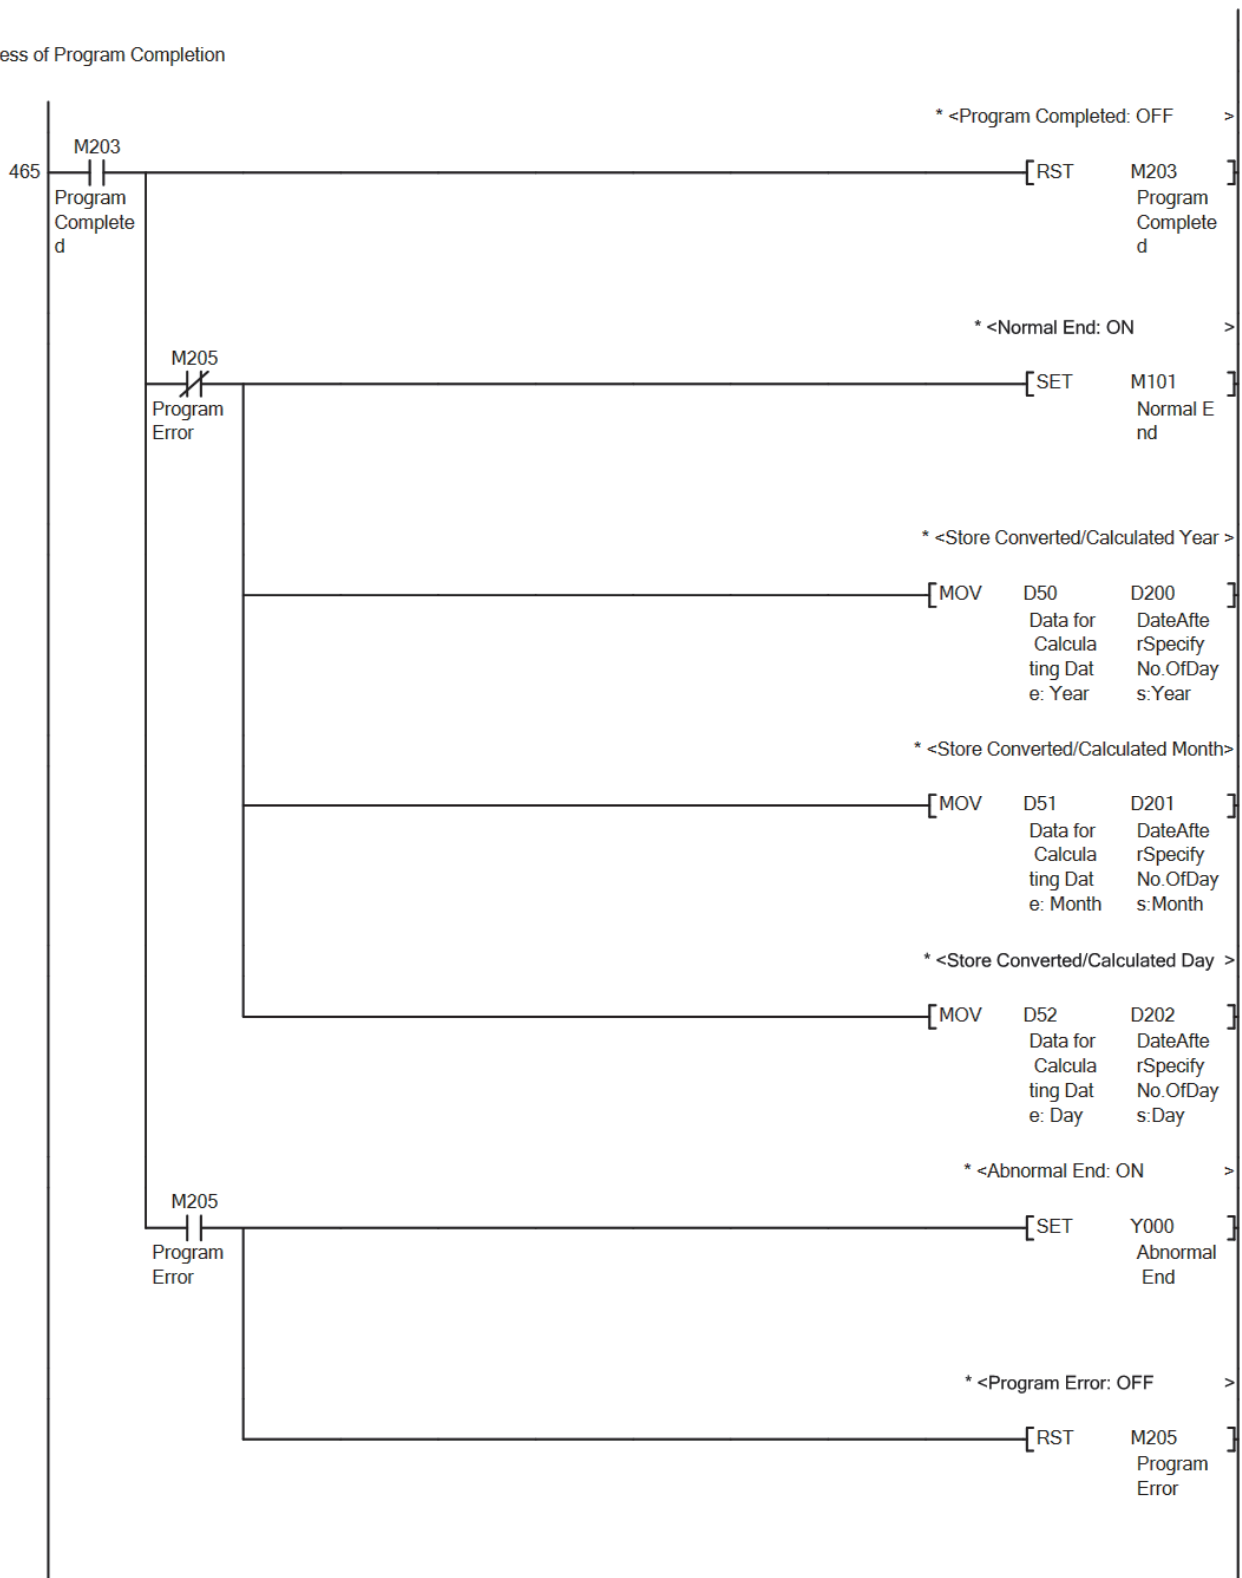 ess of Program Completion
* <Program Completed: OFF >
M203
465
RST M203
Program
Complete
d
Program
Complete
d
* <Normal End: ON >
M205
SET M101
Program
Error
Normal E
nd
* <Store Converted/Calculated Year >
MOV D50 D200
Data for
Calcula
ting Dat
e: Year
DateAfte
rSpecify
No.OfDay
s:Year
* <Store Converted/Calculated Month>
MOV D51 D201
Data for
Calcula
ting Dat
e: Month
DateAfte
rSpecify
No.OfDay
s:Month
* <Store Converted/Calculated Day >
MOV D52 D202
Data for
Calcula
ting Dat
e: Day
DateAfte
rSpecify
No.OfDay
s:Day
* <Abnormal End: ON >
M205
SET Y000
Program
Error
Abnormal
End
* <Program Error: OFF >
RST M205
Program
Error